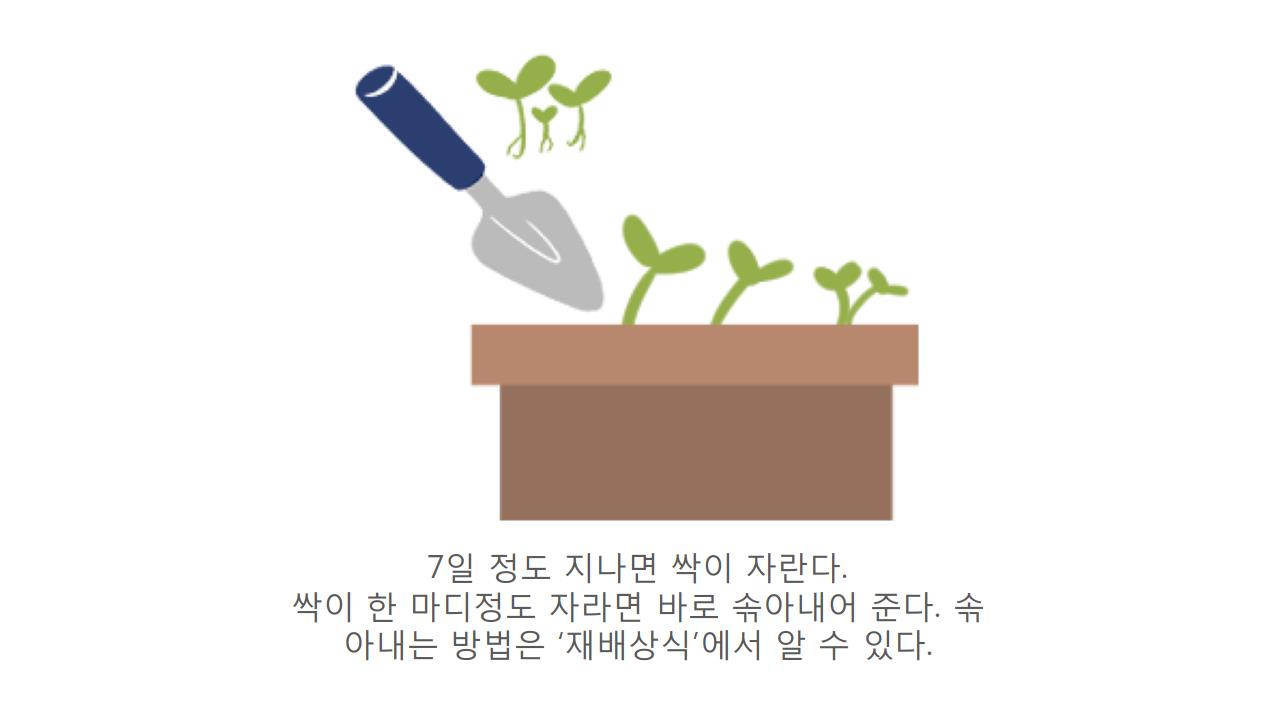 7일 정도 지나면 싹이 자란다.
싹이 한 마디정도 자라면 바로 솎아내어 준다. 솎
아내는 방법은 ‘재배상식’에서 알 수 있다.